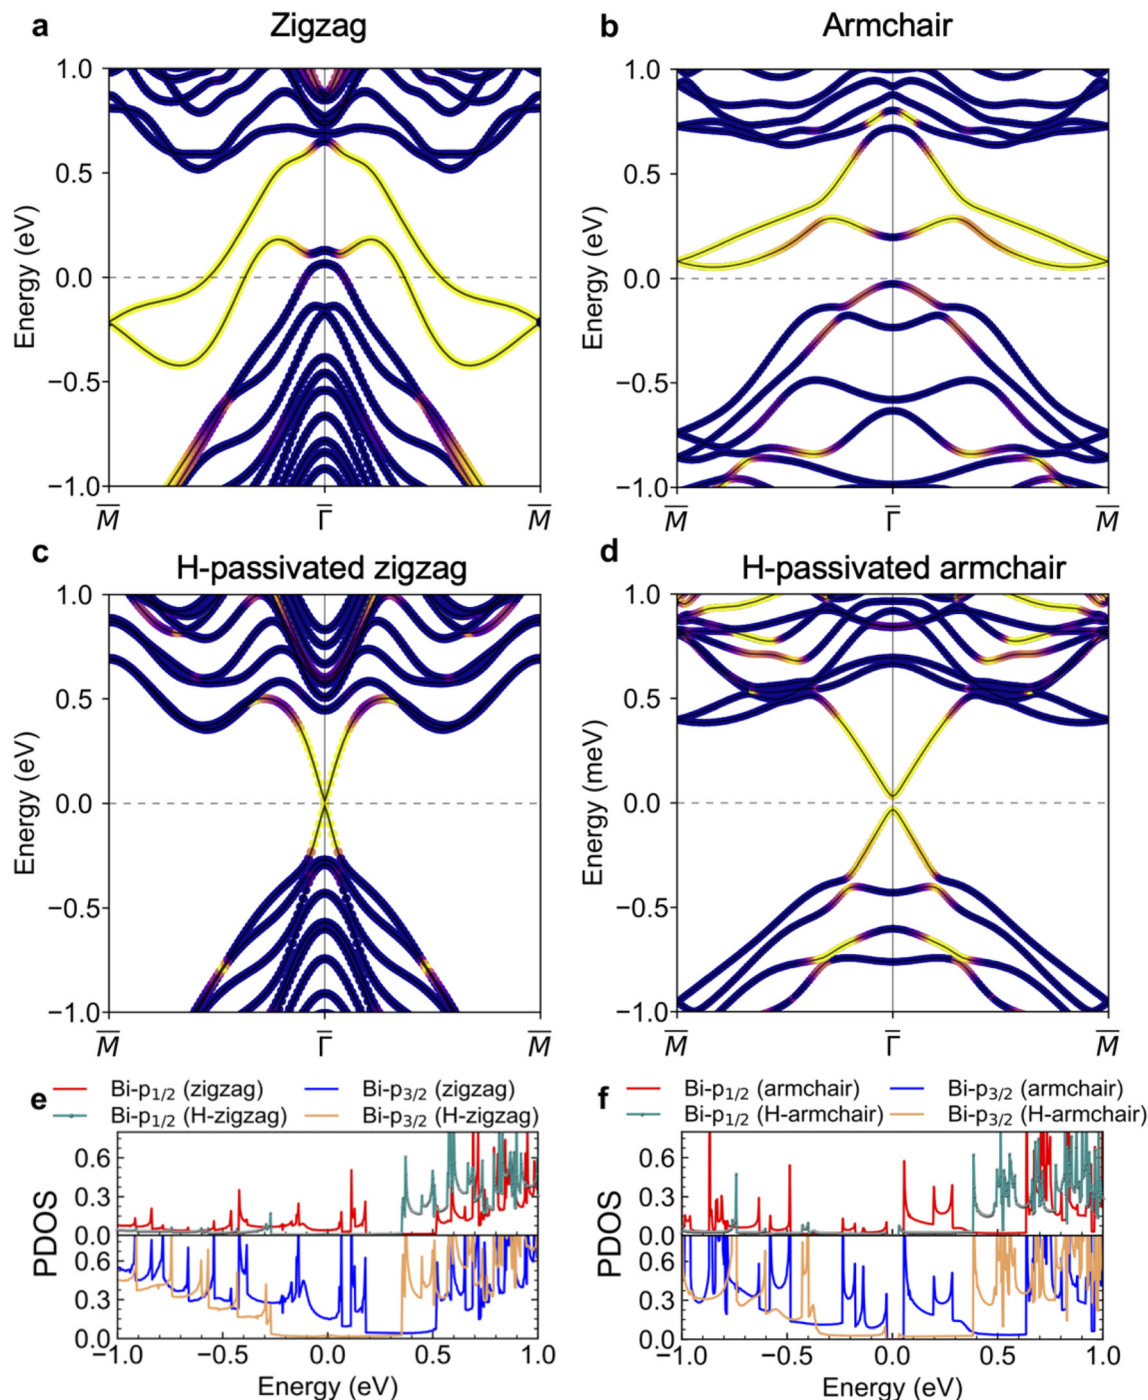 a Zigzag
b Armchair
1.0
0.5
0.0
−0.5
−1.0
Energy (eV)
M Γ M
1.0
0.5
0.0
−0.5
−1.0
Energy (eV)
M Γ M
c H-passivated zigzag
d H-passivated armchair
1.0
0.5
0.0
−0.5
−1.0
Energy (eV)
M Γ M
1.0
0.5
0.0
−0.5
−1.0
Energy (meV)
M Γ M
e
Bi-p1/2 (zigzag) Bi-p3/2 (zigzag)
Bi-p1/2 (H-zigzag) Bi-p3/2 (H-zigzag)
0.6
0.3
0.0
0.6
0.3
0.0
PDOS
PDOS
−1.0 −0.5 0.0 0.5 1.0
Energy (eV)
f
Bi-p1/2 (armchair) Bi-p3/2 (armchair)
Bi-p1/2 (H-armchair) Bi-p3/2 (H-armchair)
0.6
0.3
0.0
0.6
0.3
0.0
PDOS
PDOS
−1.0 −0.5 0.0 0.5 1.0
Energy (eV)